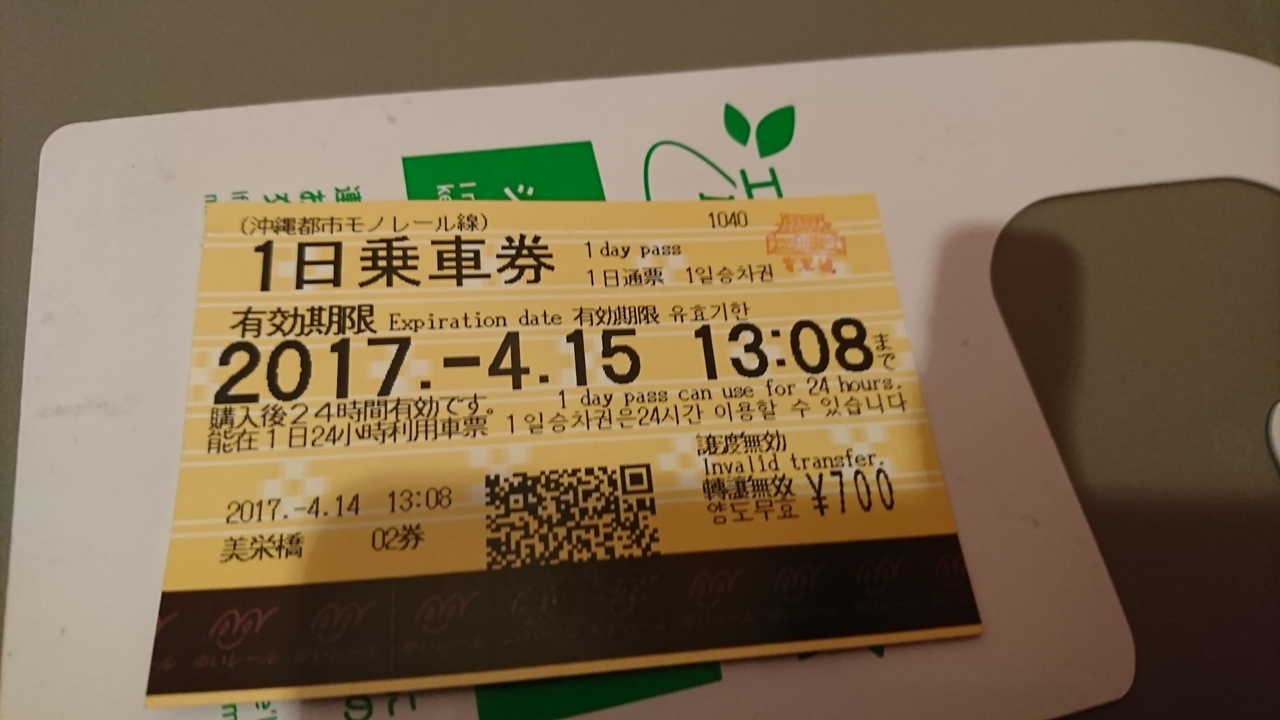 (沖縄都市モノレール線) 1040
1日乗車券 1 day pass
1日通票 1일승차권
有効期限 Expiration date 有効期限 유효기한
2017.-4.15 13:08まで
購入後24時間有効です。 1 day pass can use for 24 hours.
能在1日24小時利用車票 1일승차권은24시간 이용할 수 있습니다
譲渡無効
Invalid transfer.
轉讓無效 ¥700
양도무효
2017.-4.14 13:08
美栄橋 02券